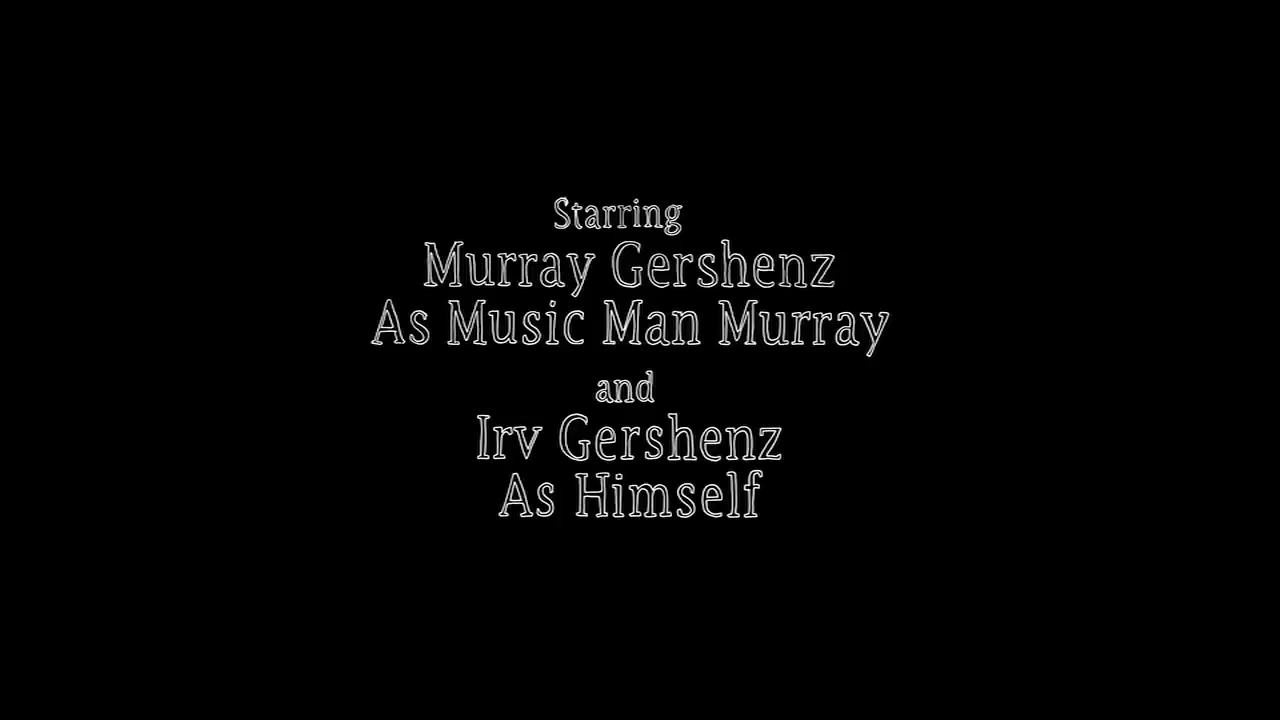 Starring
Murray Gershenz
As Music Man Murray
and
Irv Gershenz
As Himself